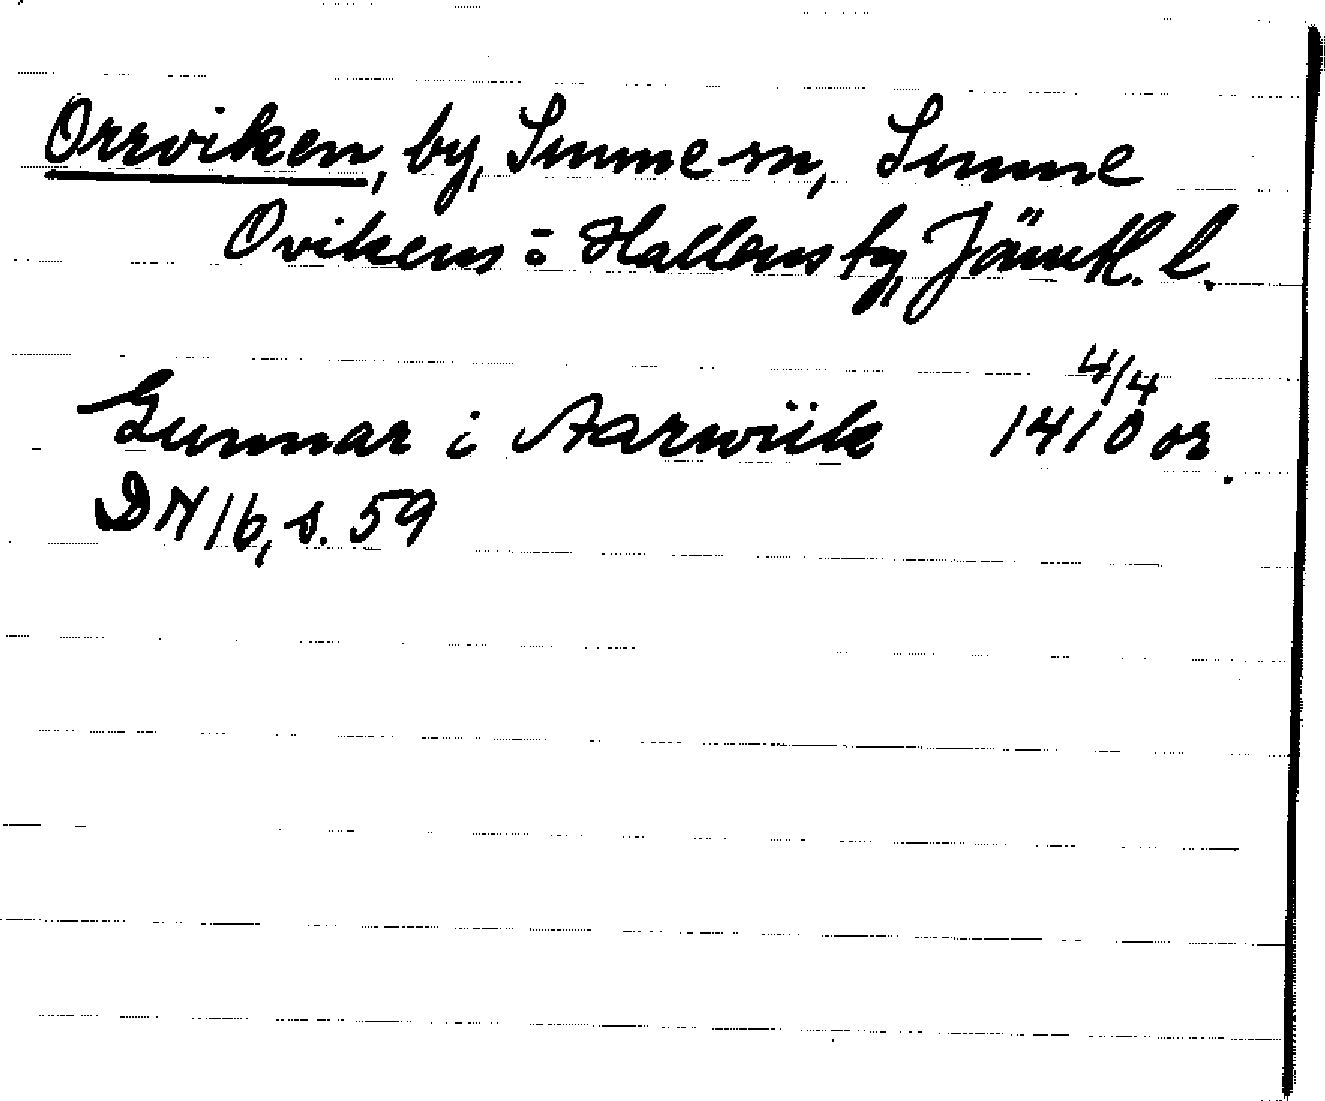 Orrviken, by, Sunne sn, Sunne
Ovikens o Hallens tg, Jämtl. l.
Gunnar i Aarwiik 1410 4/4 or.
DN 16, s. 59